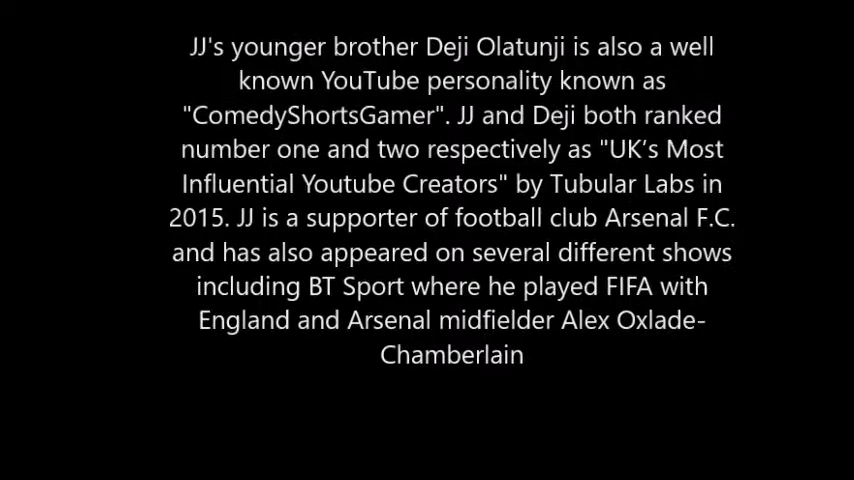 JJ's younger brother Deji Olatunji is also a well
known YouTube personality known as
"ComedyShortsGamer". JJ and Deji both ranked
number one and two respectively as "UK’s Most
Influential Youtube Creators" by Tubular Labs in
2015. JJ is a supporter of football club Arsenal F.C.
and has also appeared on several different shows
including BT Sport where he played FIFA with
England and Arsenal midfielder Alex Oxlade-
Chamberlain